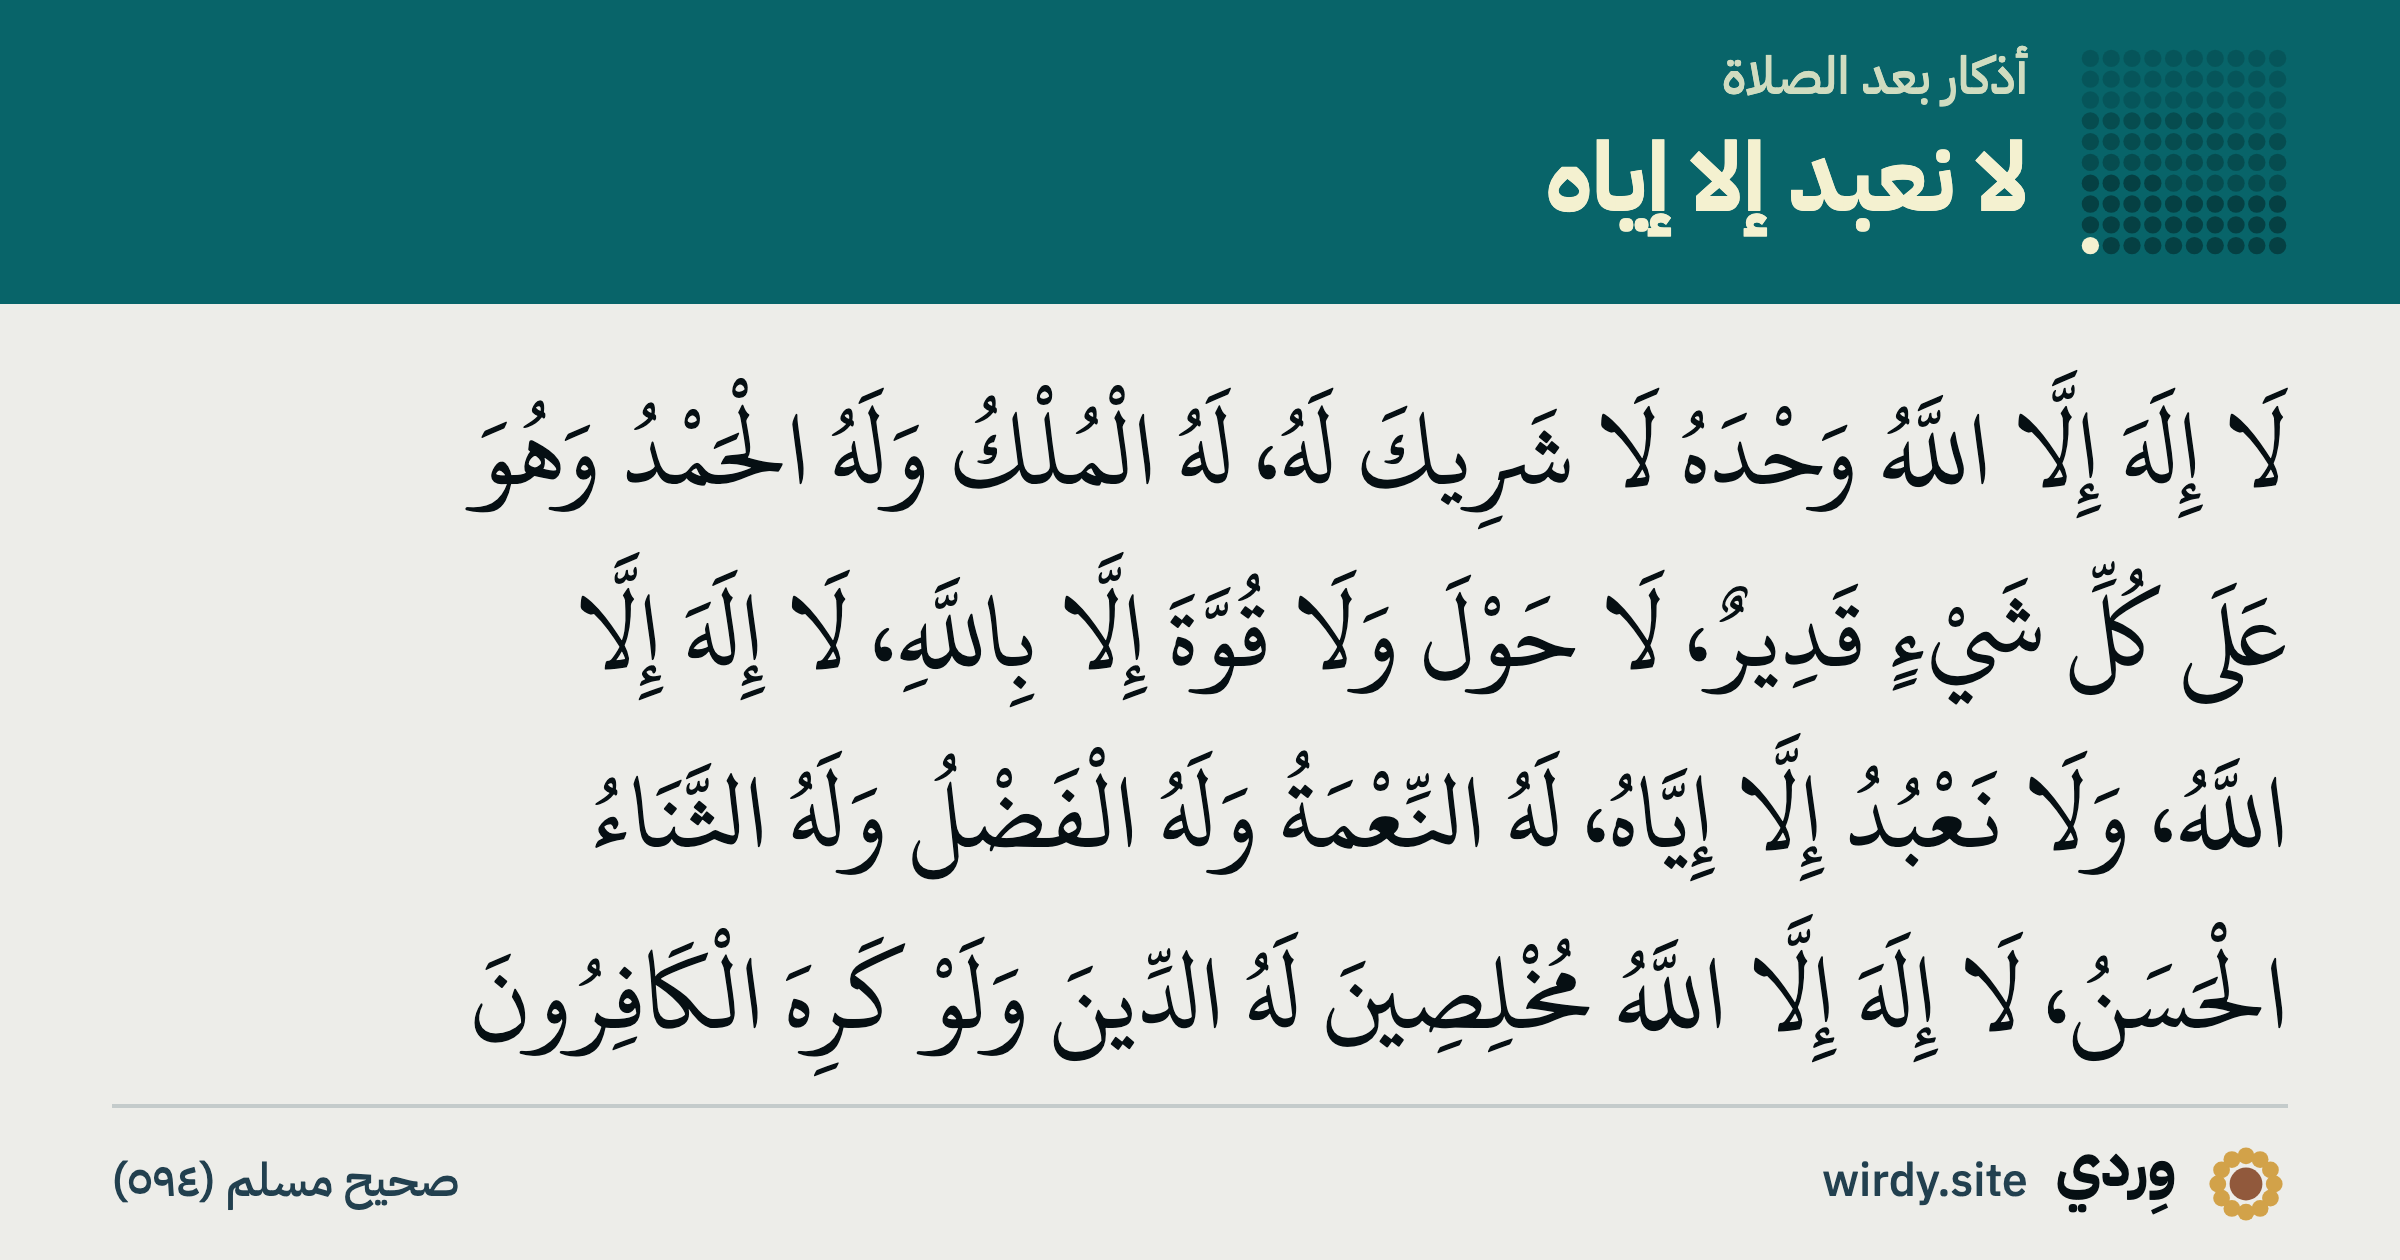 أذكار بعد الصلاة
لا نعبد إلا إياه
لَا إِلَهَ إِلَّا اللَّهُ وَحْدَهُ لَا شَرِيكَ لَهُ، لَهُ الْمُلْكُ وَلَهُ الْحَمْدُ وَهُوَ
عَلَى كُلِّ شَيْءٍ قَدِيرٌ، لَا حَوْلَ وَلَا قُوَّةَ إِلَّا بِاللَّهِ، لَا إِلَهَ إِلَّا
اللَّهُ، وَلَا نَعْبُدُ إِلَّا إِيَّاهُ، لَهُ النِّعْمَةُ وَلَهُ الْفَضْلُ وَلَهُ الثَّنَاءُ
الْحَسَنُ، لَا إِلَهَ إِلَّا اللَّهُ مُخْلِصِينَ لَهُ الدِّينَ وَلَوْ كَرِهَ الْكَافِرُونَ
وِردي wirdy.site
صحيح مسلم (٥٩٤)